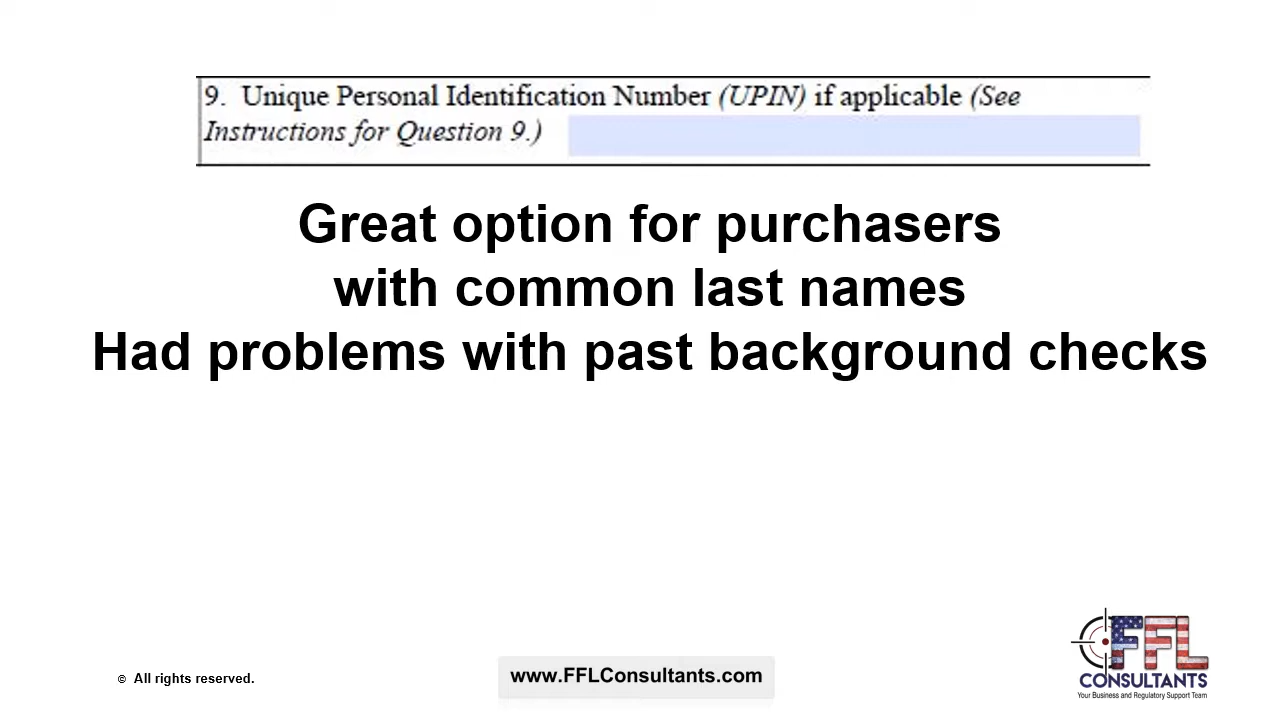 9. Unique Personal Identification Number (UPIN) if applicable (See
Instructions for Question 9.)
Great option for purchasers
with common last names
Had problems with past background checks
© All rights reserved.
www.FFLConsultants.com
FFL
CONSULTANTS
Your Business and Regulatory Support Team